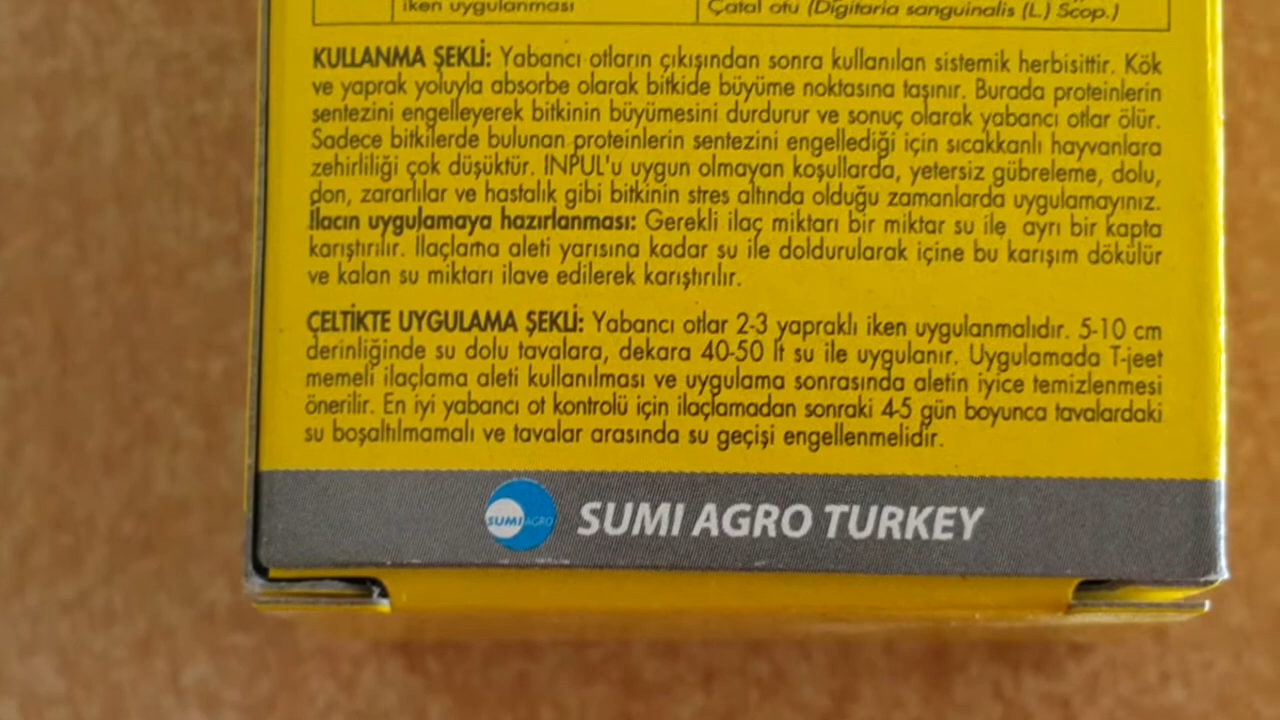 iken uygulanması
Çatal otu (Digitaria sanguinalis (L.) Scop.)
KULLANMA ŞEKLİ: Yabancı otların çıkışından sonra kullanılan sistemik herbisittir. Kök
ve yaprak yoluyla absorbe olarak bitkide büyüme noktasına taşınır. Burada proteinlerin
sentezini engelleyerek bitkinin büyümesini durdurur ve sonuç olarak yabancı otlar ölür.
Sadece bitkilerde bulunan proteinlerin sentezini engellediği için sıcakkanlı hayvanlara
zehirliliği çok düşüktür. INPUL'u uygun olmayan koşullarda, yetersiz gübreleme, dolu,
don, zararlılar ve hastalık gibi bitkinin stres altında olduğu zamanlarda uygulamayınız.
İlacın uygulamaya hazırlanması: Gerekli ilaç miktarı bir miktar su ile ayrı bir kapta
karıştırılır. İlaçlama aleti yarısına kadar su ile doldurularak içine bu karışım dökülür
ve kalan su miktarı ilave edilerek karıştırılır.
ÇELTİKTE UYGULAMA ŞEKLİ: Yabancı otlar 2-3 yapraklı iken uygulanmalıdır. 5-10 cm
derinliğinde su dolu tavalara, dekara 40-50 lt su ile uygulanır. Uygulamada T-jeet
memeli ilaçlama aleti kullanılması ve uygulama sonrasında aletin iyice temizlenmesi
önerilir. En iyi yabancı ot kontrolü için ilaçlamadan sonraki 4-5 gün boyunca tavalardaki
su boşaltılmamalı ve tavalar arasında su geçişi engellenmelidir.
SUMI AGRO SUMI AGRO TURKEY